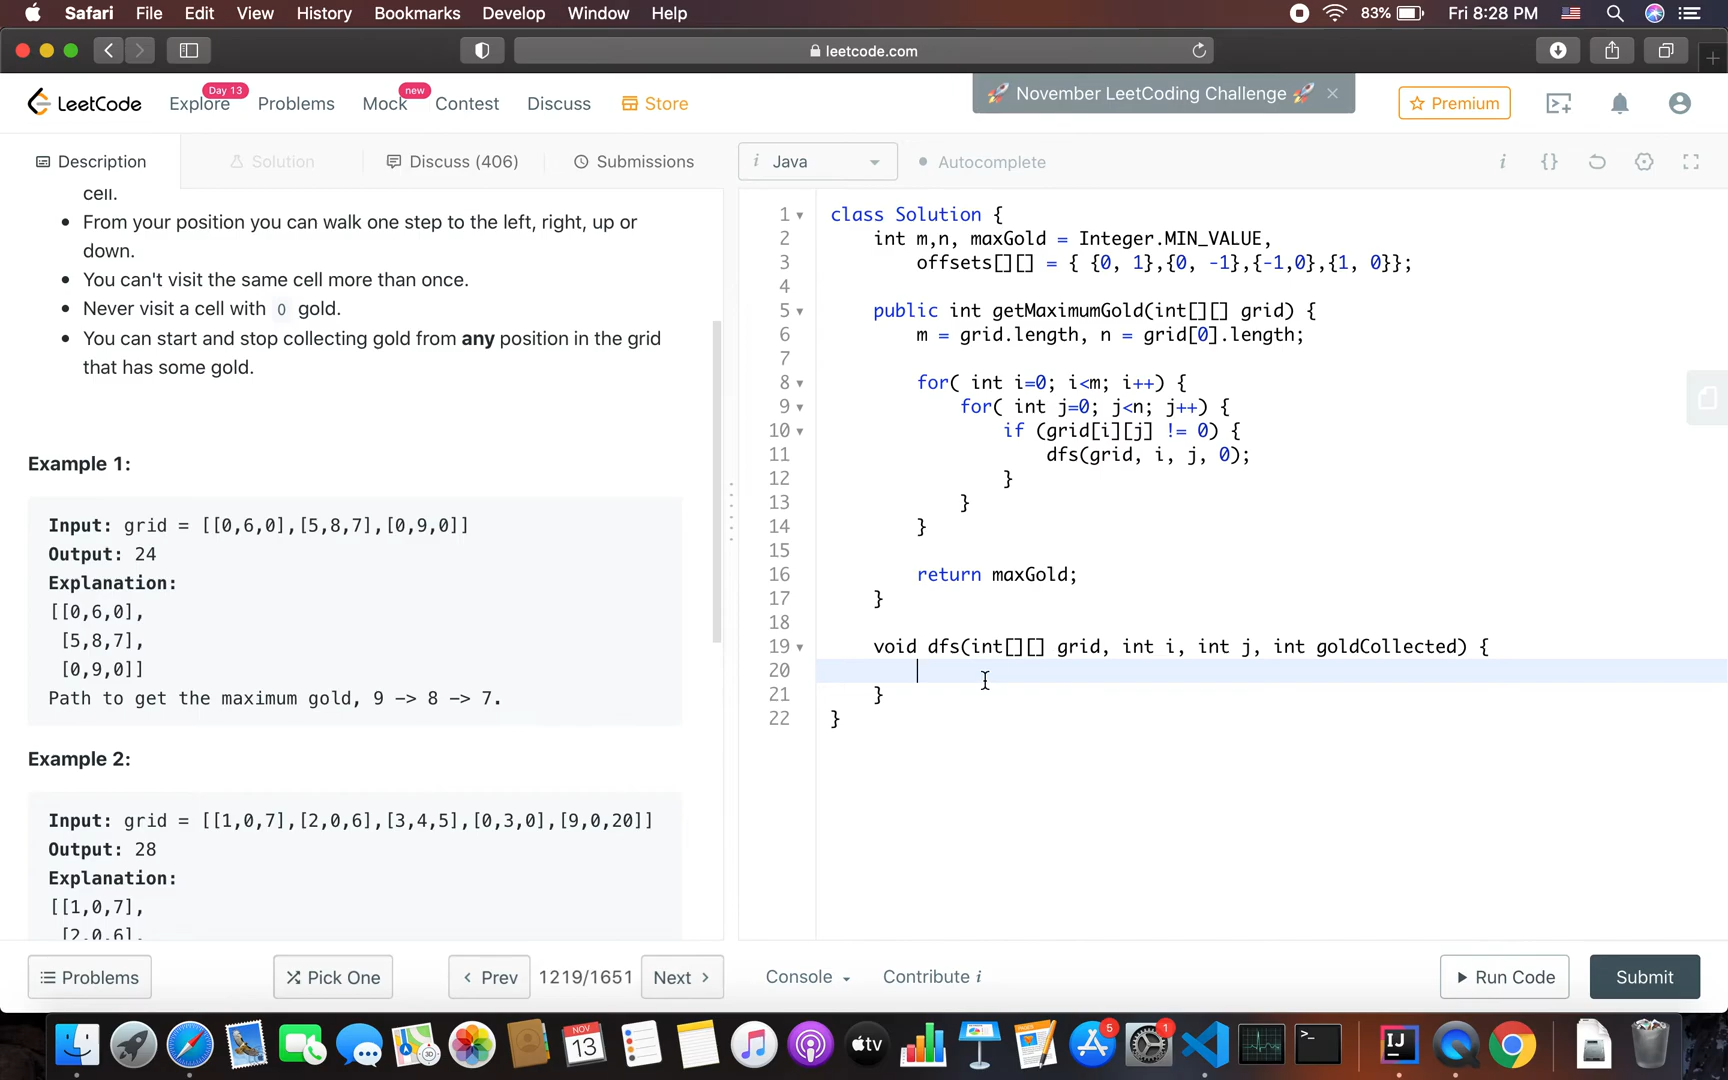 Safari File Edit View History Bookmarks Develop Window Help 83% Fri 8:28 PM
leetcode.com
LeetCode Explore Day 13 Problems Mock new Contest Discuss Store
🚀 November LeetCoding Challenge 🚀 ×
Premium
Description Solution Discuss (406) Submissions
i Java Autocomplete
cell.
• From your position you can walk one step to the left, right, up or
down.
• You can't visit the same cell more than once.
• Never visit a cell with 0 gold.
• You can start and stop collecting gold from any position in the grid
that has some gold.
Example 1:
Input: grid = [[0,6,0],[5,8,7],[0,9,0]]
Output: 24
Explanation:
[[0,6,0],
[5,8,7],
[0,9,0]]
Path to get the maximum gold, 9 -> 8 -> 7.
Example 2:
Input: grid = [[1,0,7],[2,0,6],[3,4,5],[0,3,0],[9,0,20]]
Output: 28
Explanation:
[[1,0,7],
[2,0,6],
1 class Solution {
2 int m,n, maxGold = Integer.MIN_VALUE,
3 offsets[][] = { {0, 1},{0, -1},{-1,0},{1, 0}};
4
5 public int getMaximumGold(int[][] grid) {
6 m = grid.length, n = grid[0].length;
7
8 for( int i=0; i<m; i++) {
9 for( int j=0; j<n; j++) {
10 if (grid[i][j] != 0) {
11 dfs(grid, i, j, 0);
12 }
13 }
14 }
15
16 return maxGold;
17 }
18
19 void dfs(int[][] grid, int i, int j, int goldCollected) {
20
21 }
22 }
Problems Pick One < Prev 1219/1651 Next >
Console Contribute i Run Code Submit
NOV
13
tv
5
1
IJ